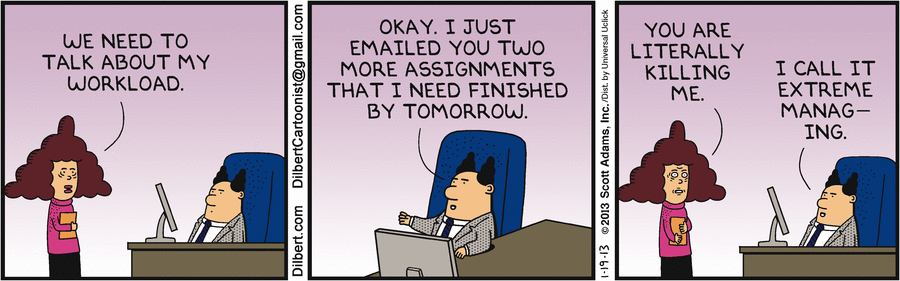 WE NEED TO
TALK ABOUT MY
WORKLOAD.
Dilbert.com DilbertCartoonist@gmail.com
OKAY. I JUST
EMAILED YOU TWO
MORE ASSIGNMENTS
THAT I NEED FINISHED
BY TOMORROW.
1-19-13 ©2013 Scott Adams, Inc. /Dist. by Universal Uclick
YOU ARE
LITERALLY
KILLING
ME.
I CALL IT
EXTREME
MANAG-
ING.